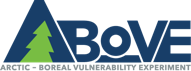 ABoVE
ARCTIC – BOREAL VULNERABILITY EXPERIMENT